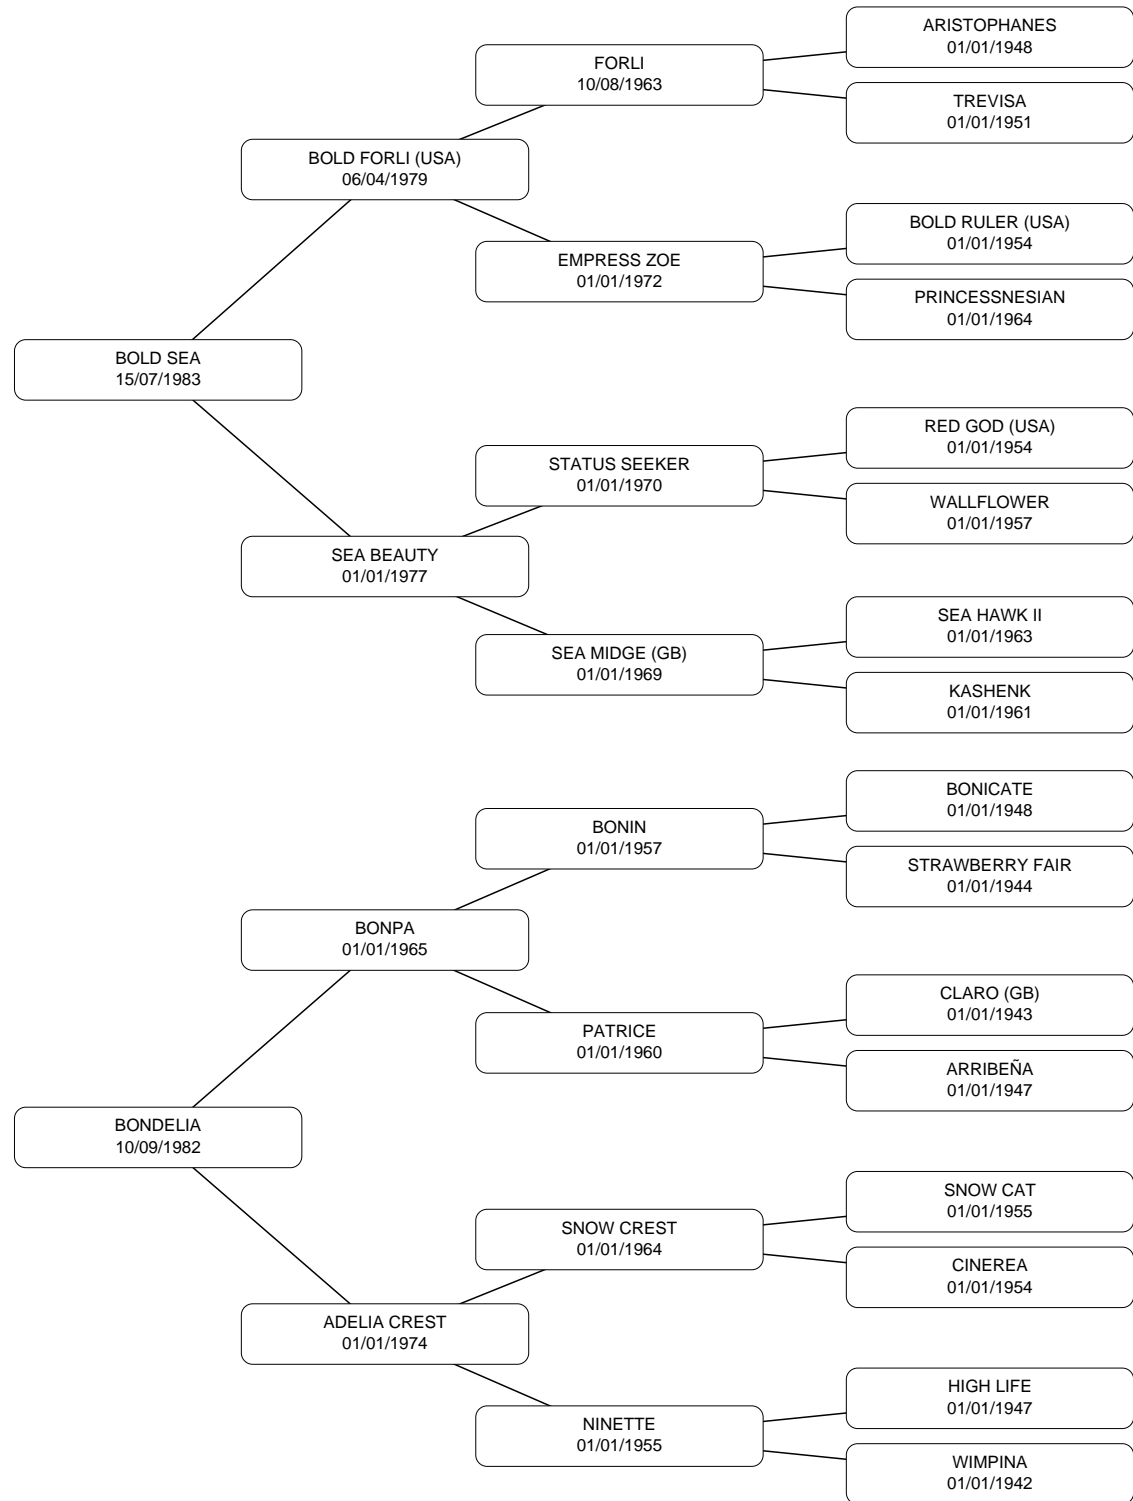 ARISTOPHANES
01/01/1948
FORLI
10/08/1963
TREVISA
01/01/1951
BOLD FORLI (USA)
06/04/1979
BOLD RULER (USA)
01/01/1954
EMPRESS ZOE
01/01/1972
PRINCESSNESIAN
01/01/1964
BOLD SEA
15/07/1983
RED GOD (USA)
01/01/1954
STATUS SEEKER
01/01/1970
WALLFLOWER
01/01/1957
SEA BEAUTY
01/01/1977
SEA HAWK II
01/01/1963
SEA MIDGE (GB)
01/01/1969
KASHENK
01/01/1961
BONICATE
01/01/1948
BONIN
01/01/1957
STRAWBERRY FAIR
01/01/1944
BONPA
01/01/1965
CLARO (GB)
01/01/1943
PATRICE
01/01/1960
ARRIBEÑA
01/01/1947
BONDELIA
10/09/1982
SNOW CAT
01/01/1955
SNOW CREST
01/01/1964
CINEREA
01/01/1954
ADELIA CREST
01/01/1974
HIGH LIFE
01/01/1947
NINETTE
01/01/1955
WIMPINA
01/01/1942